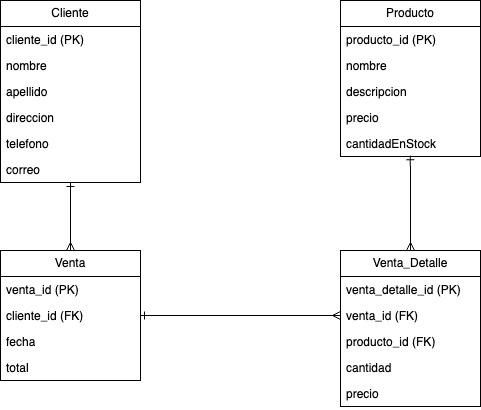 Cliente
cliente_id (PK)
nombre
apellido
direccion
telefono
correo
Producto
producto_id (PK)
nombre
descripcion
precio
cantidadEnStock
Venta
venta_id (PK)
cliente_id (FK)
fecha
total
Venta_Detalle
venta_detalle_id (PK)
venta_id (FK)
producto_id (FK)
cantidad
precio